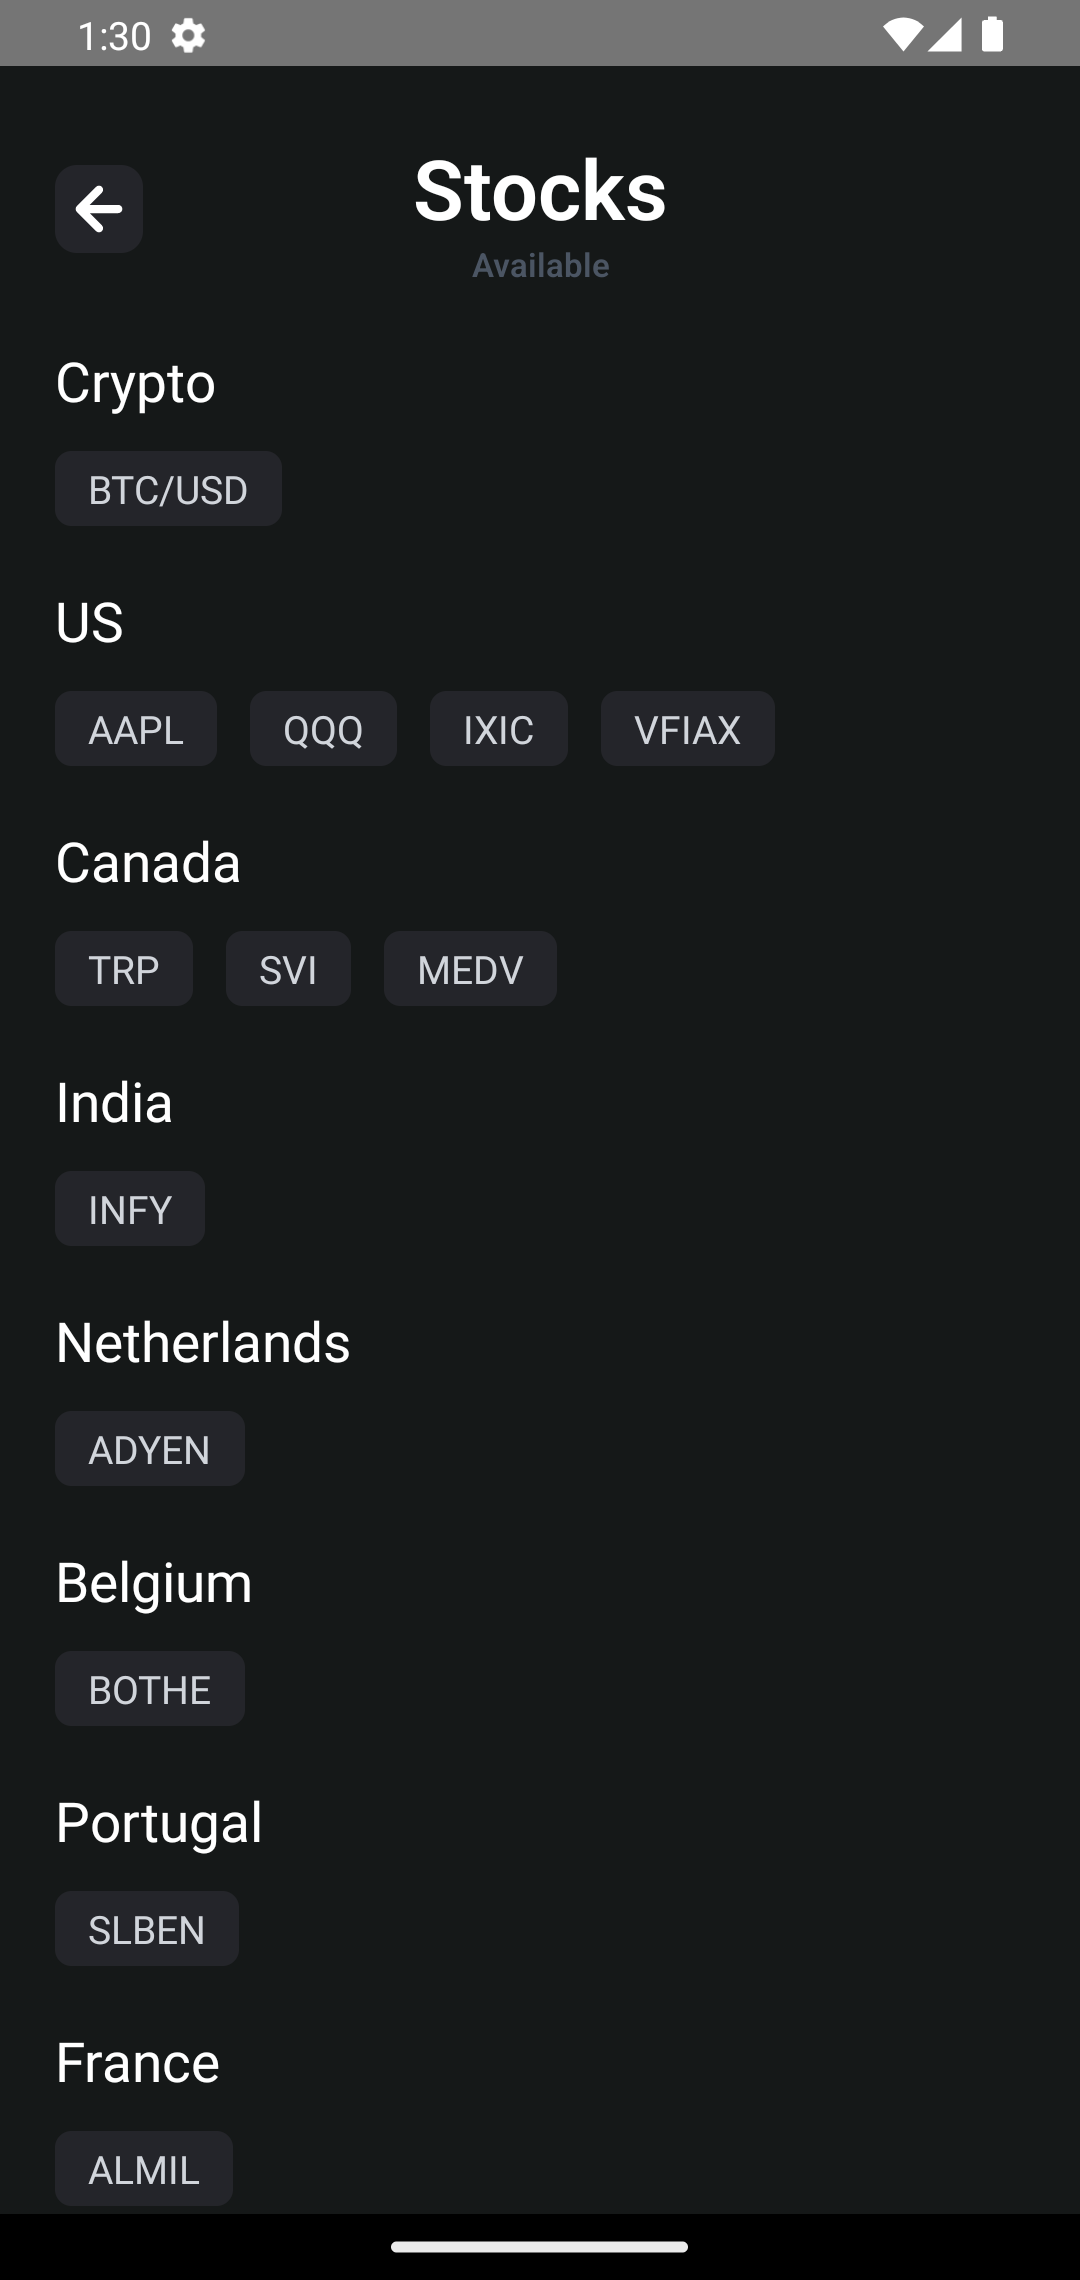 1:30
Stocks
Available
Crypto
BTC/USD
US
AAPL QQQ IXIC VFIAX
Canada
TRP SVI MEDV
India
INFY
Netherlands
ADYEN
Belgium
BOTHE
Portugal
SLBEN
France
ALMIL